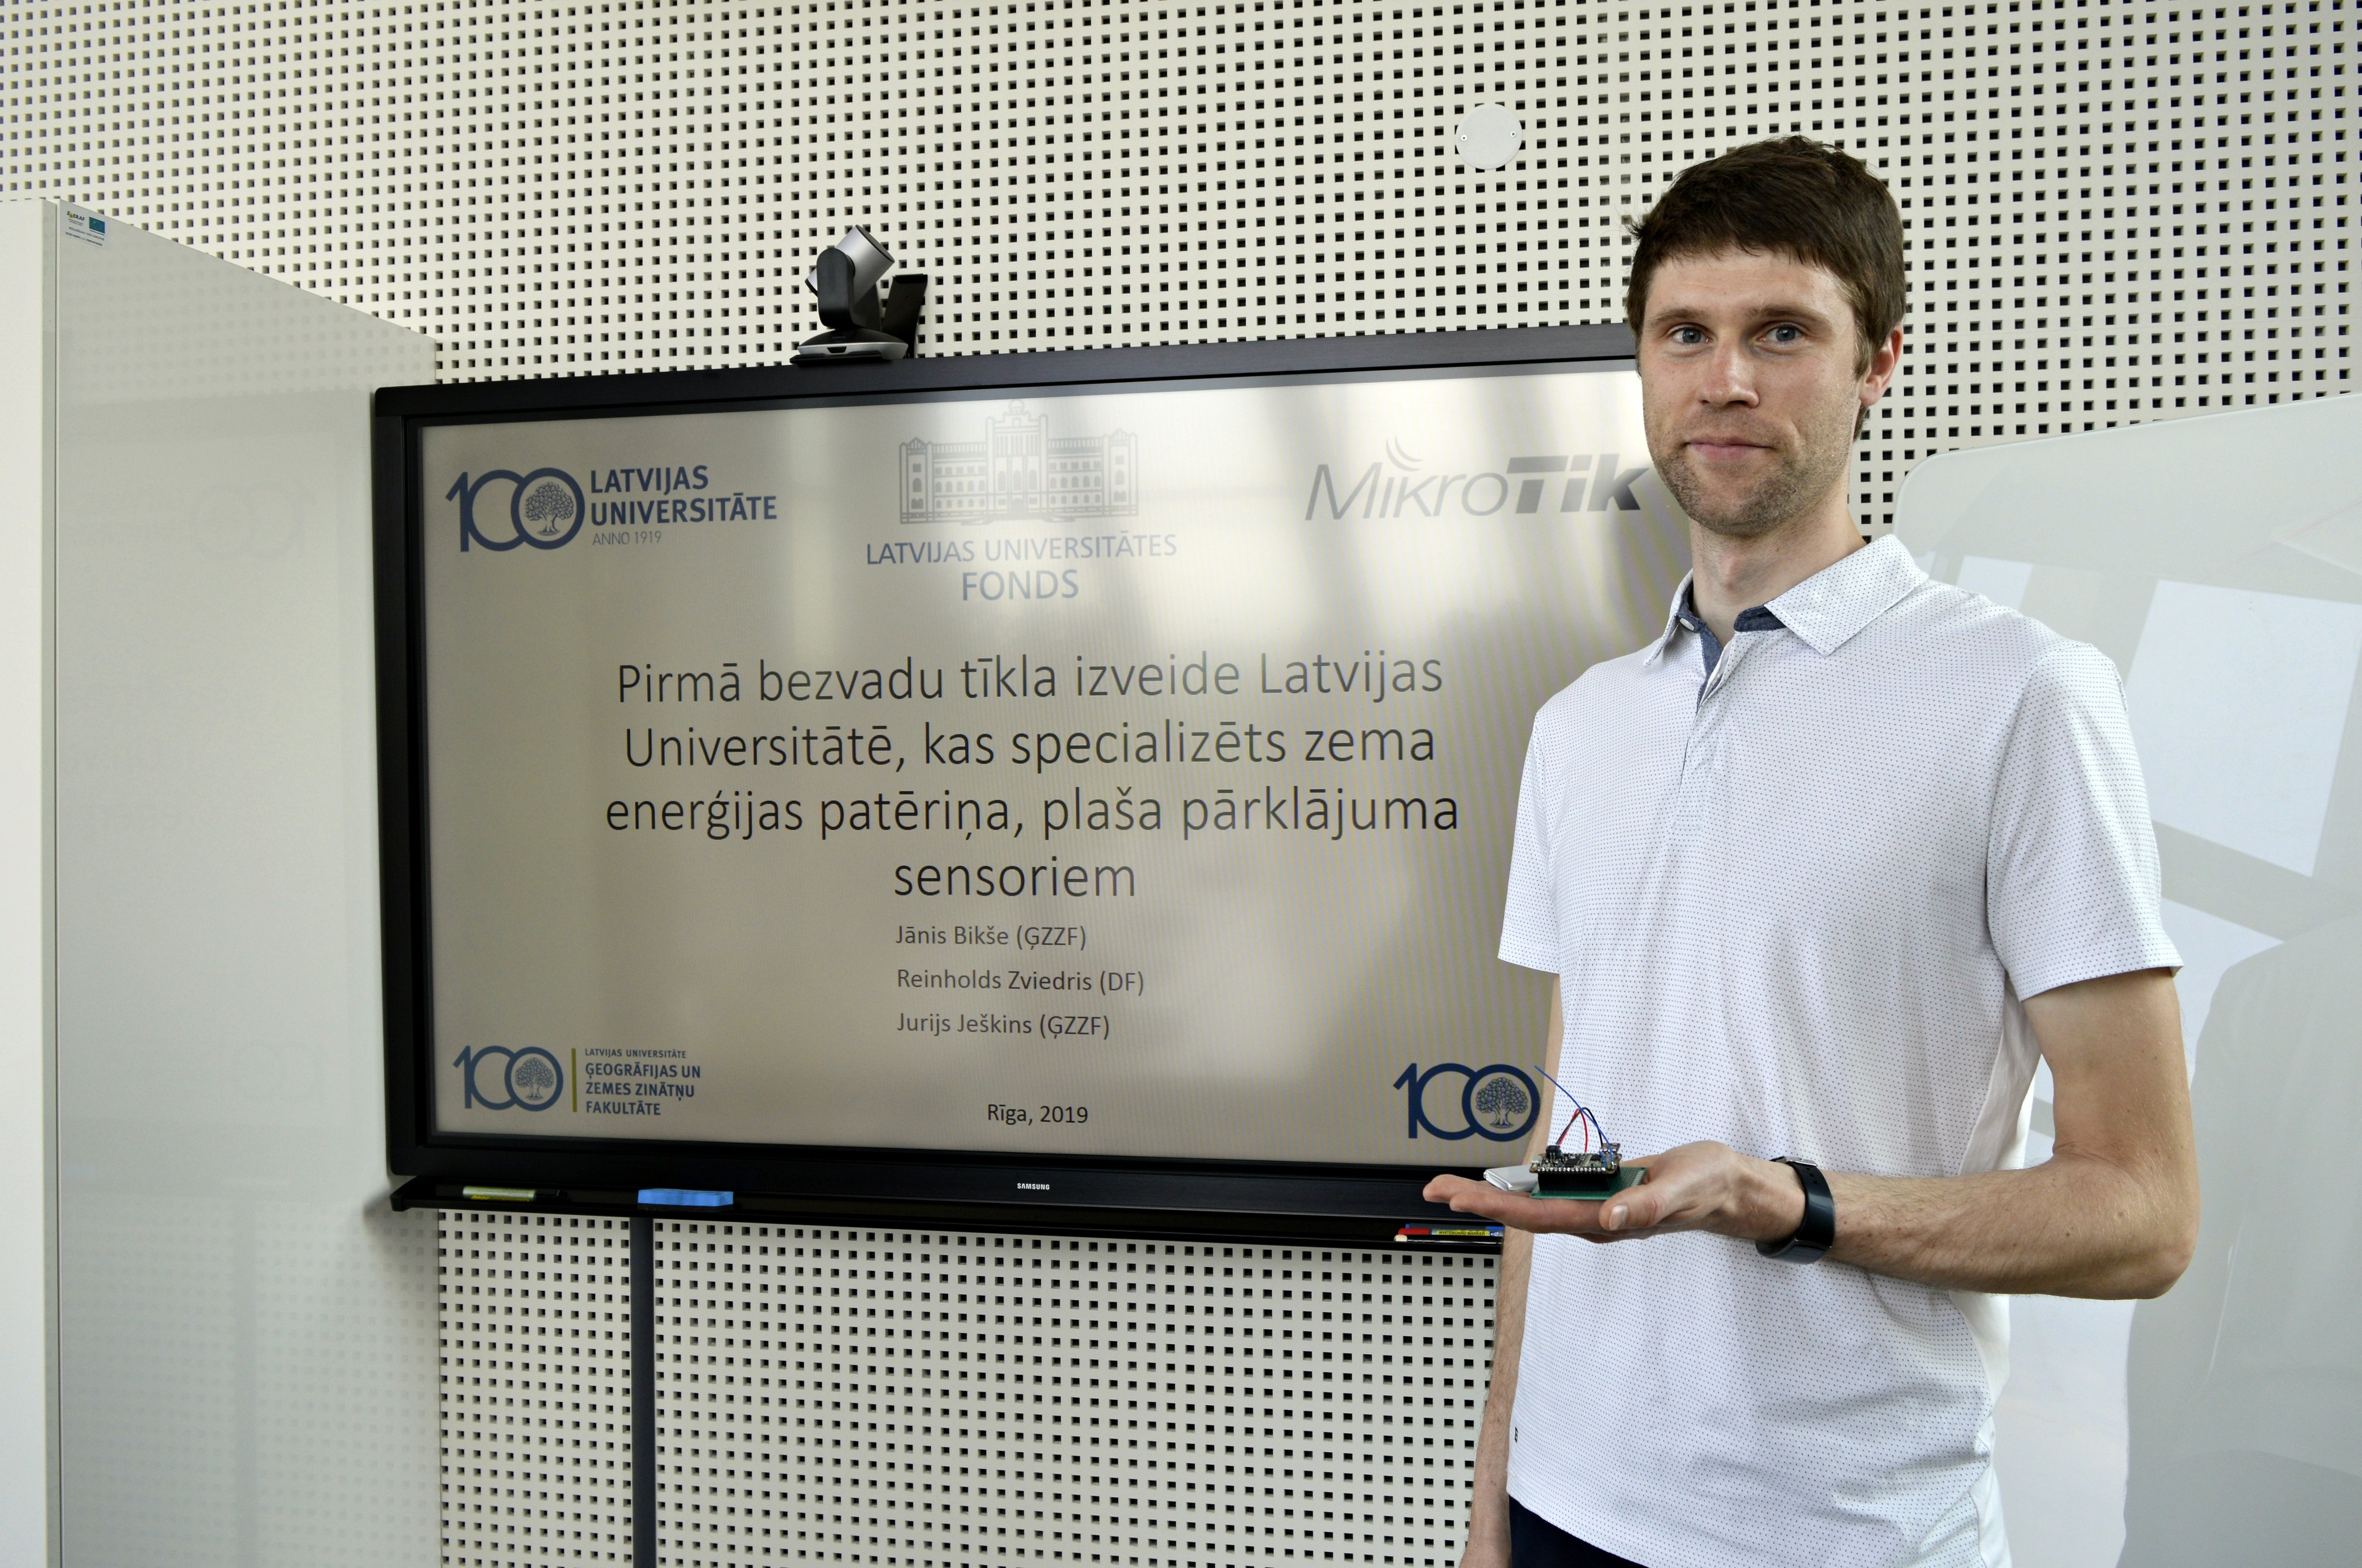 100 LATVIJAS
UNIVERSITĀTE
ANNO 1919
LATVIJAS UNIVERSITĀTES
FONDS
MikroTik
Pirmā bezvadu tīkla izveide Latvijas
Universitātē, kas specializēts zema
enerģijas patēriņa, plaša pārklājuma
sensoriem
Jānis Bikše (ĢZZF)
Reinholds Zviedris (DF)
Jurijs Ješkins (ĢZZF)
100
LATVIJAS UNIVERSITĀTE
ĢEOGRĀFIJAS UN
ZEMES ZINĀTŅU
FAKULTĀTE
Rīga, 2019
100
SAMSUNG